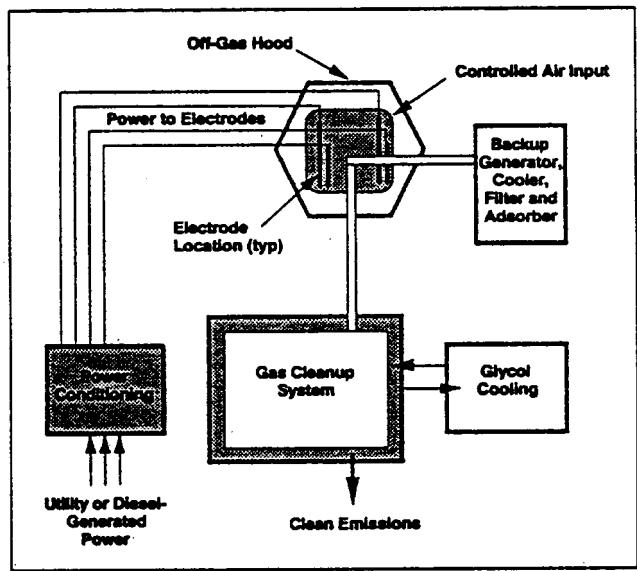 Off-Gas Hood
Controlled Air Input
Power to Electrodes
Backup
Generator,
Cooler,
Filter and
Adsorber
Electrode
Location (typ)
Power
Conditioning
Gas Cleanup
System
Glycol
Cooling
Utility or Diesel-
Generated
Power
Clean Emissions